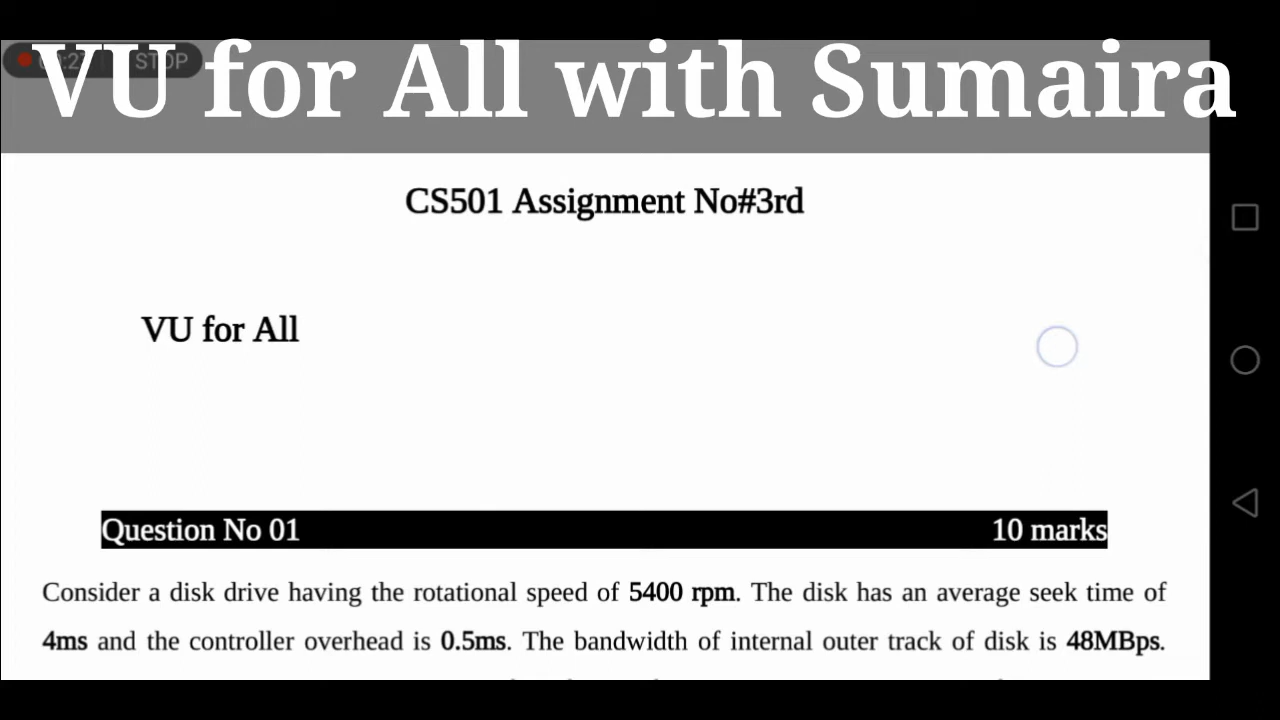 VU for All with Sumaira
STOP
CS501 Assignment No#3rd
VU for All
Question No 01 10 marks
Consider a disk drive having the rotational speed of 5400 rpm. The disk has an average seek time of
4ms and the controller overhead is 0.5ms. The bandwidth of internal outer track of disk is 48MBps.